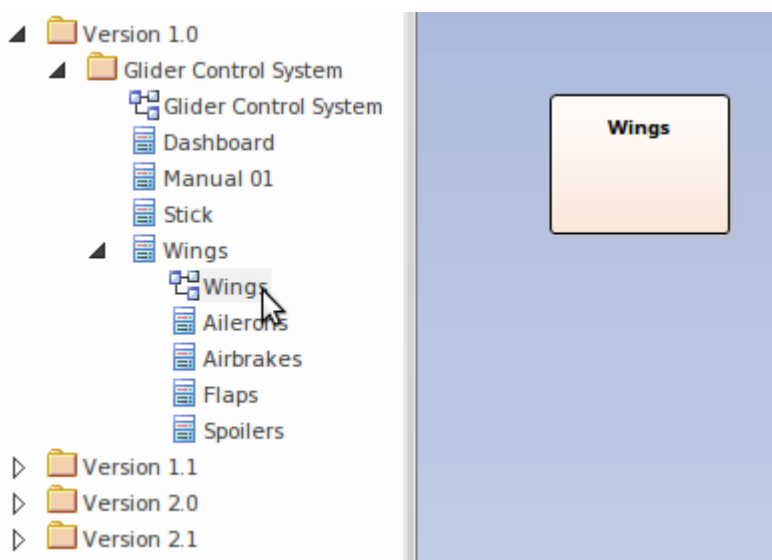 Version 1.0
Glider Control System
Glider Control System
Dashboard
Manual 01
Stick
Wings
Wings
Ailerons
Airbrakes
Flaps
Spoilers
Version 1.1
Version 2.0
Version 2.1
Wings